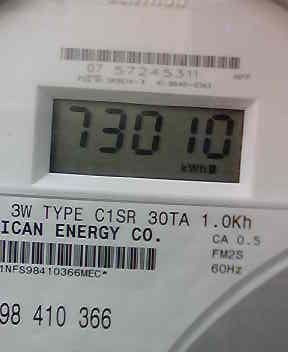 07 57245311
73010
kWh
3W TYPE C1SR 30TA 1.0Kh
ICAN ENERGY CO.
CA 0.5
FM2S
60Hz
1NFS98410366MEC*
98 410 366